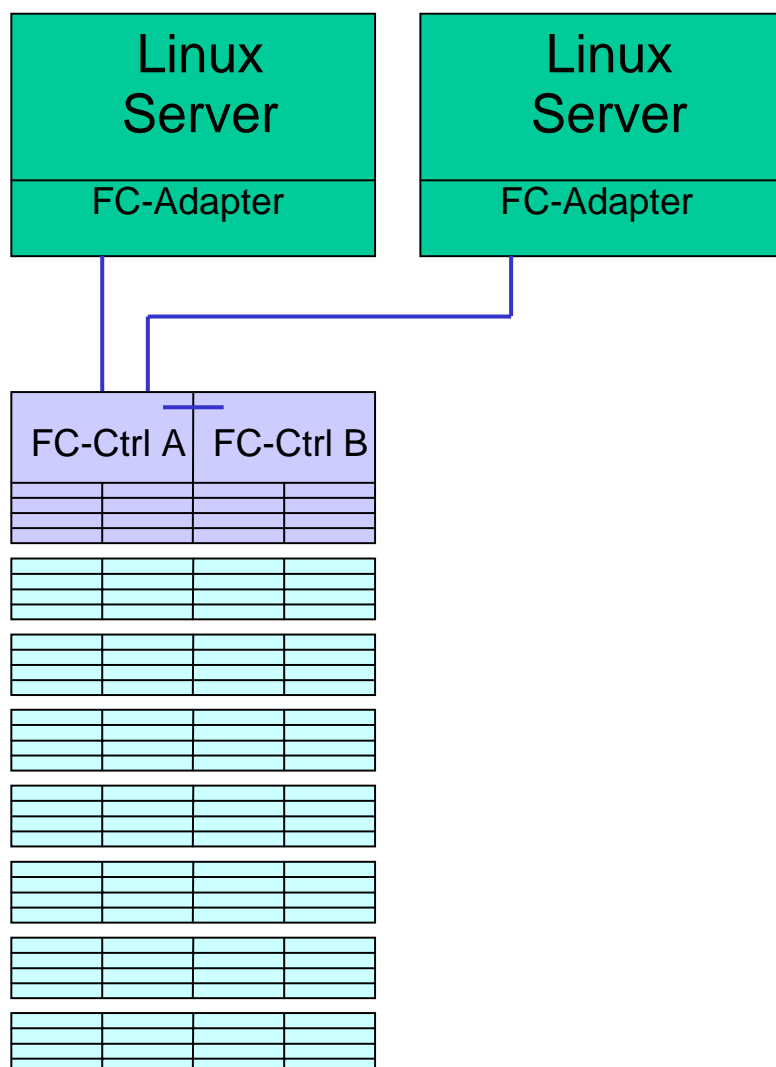 Linux
Server
FC-Adapter
Linux
Server
FC-Adapter
FC-Ctrl A
FC-Ctrl B